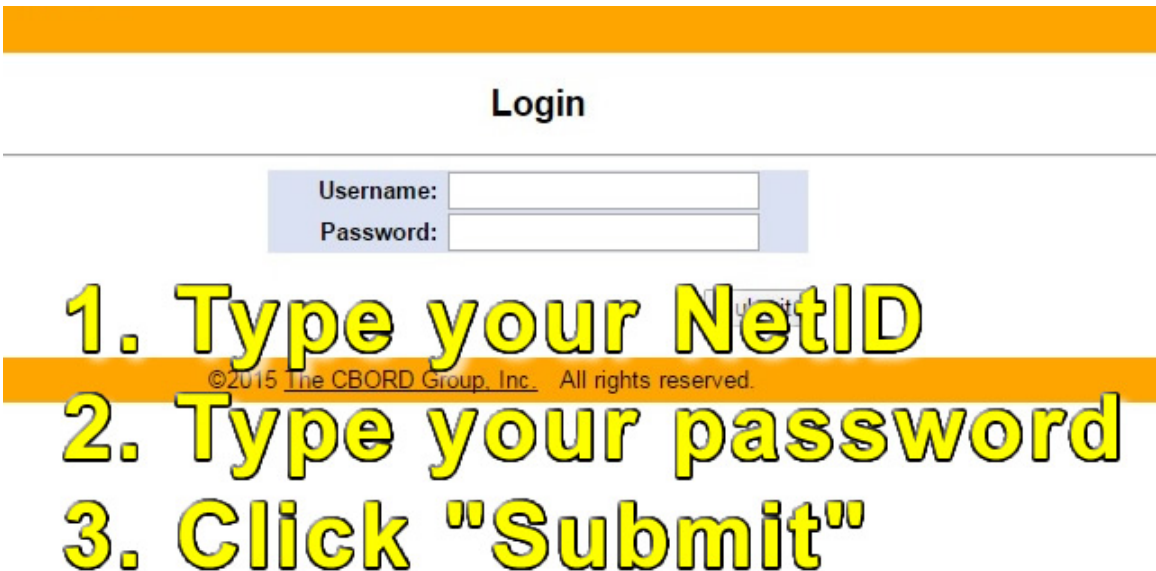 Login
Username:
Password:
1. Type your NetID
©2015 The CBORD Group, Inc. All rights reserved.
2. Type your password
3. Click "Submit"